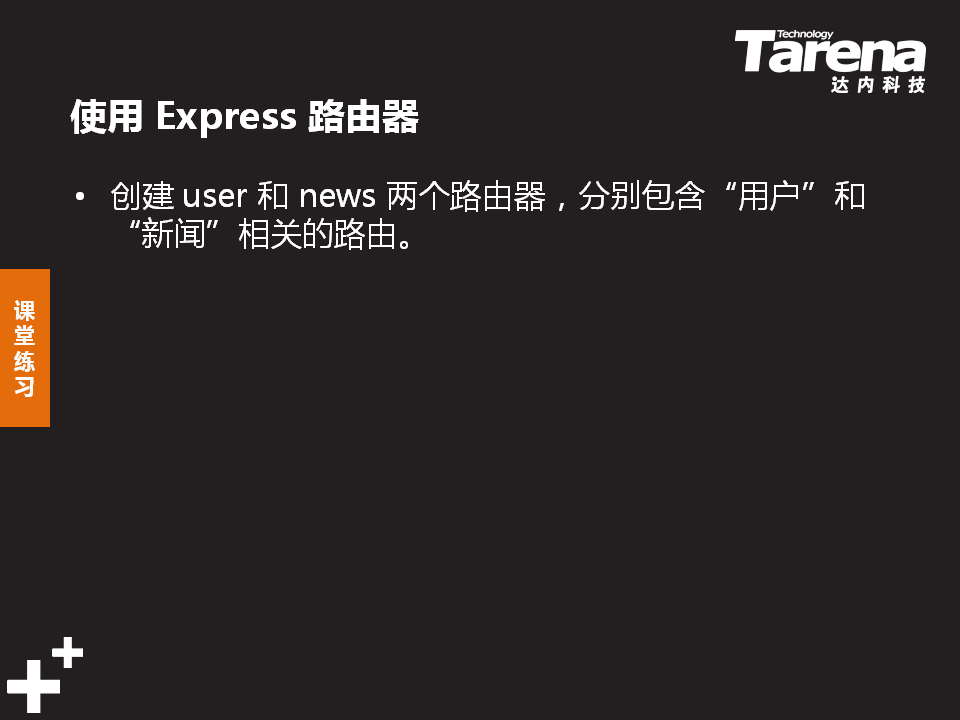 Technology
Tarena
达内科技
使用 Express 路由器
• 创建 user 和 news 两个路由器，分别包含“用户”和
“新闻”相关的路由。
课
堂
练
习